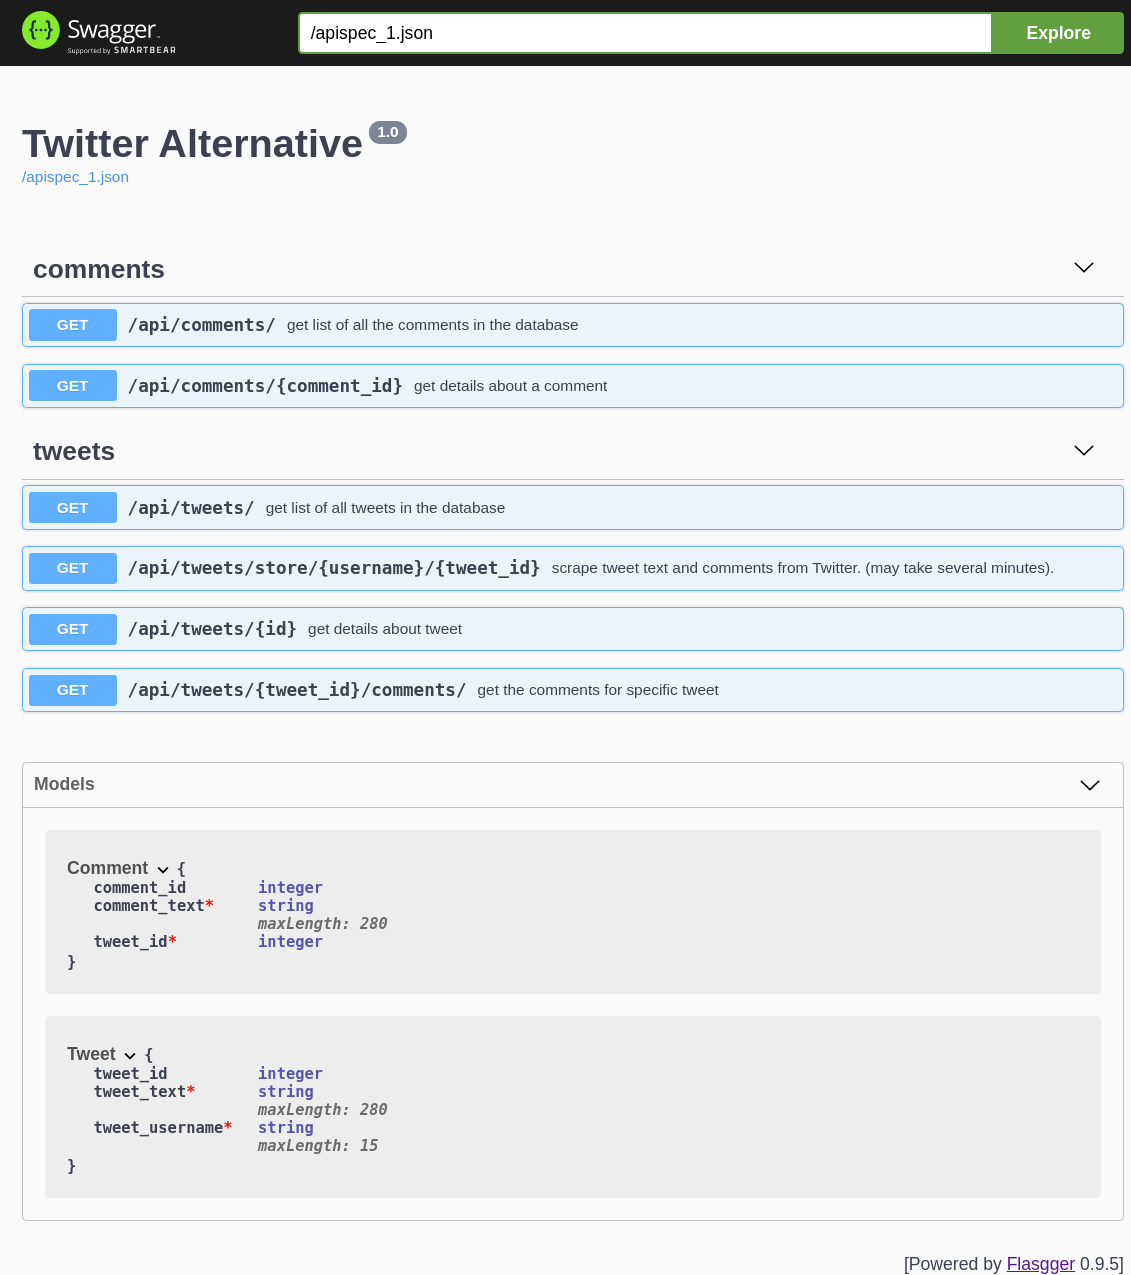 Swagger
Supported by SMARTBEAR
/apispec_1.json
Explore
Twitter Alternative 1.0
/apispec_1.json
comments
GET /api/comments/ get list of all the comments in the database
GET /api/comments/{comment_id} get details about a comment
tweets
GET /api/tweets/ get list of all tweets in the database
GET /api/tweets/store/{username}/{tweet_id} scrape tweet text and comments from Twitter. (may take several minutes).
GET /api/tweets/{id} get details about tweet
GET /api/tweets/{tweet_id}/comments/ get the comments for specific tweet
Models
Comment {
comment_id integer
comment_text* string
maxLength: 280
tweet_id* integer
}
Tweet {
tweet_id integer
tweet_text* string
maxLength: 280
tweet_username* string
maxLength: 15
}
[Powered by Flasgger 0.9.5]